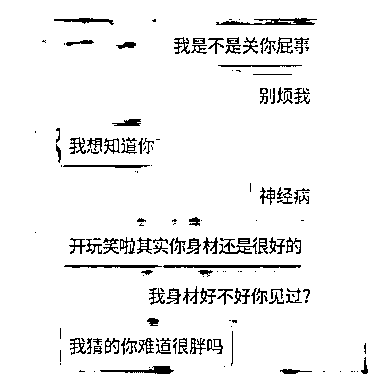 我是不是关你屁事
别烦我
我想知道你
神经病
开玩笑啦其实你身材还是很好的
我身材好不好你见过?
我猜的你难道很胖吗